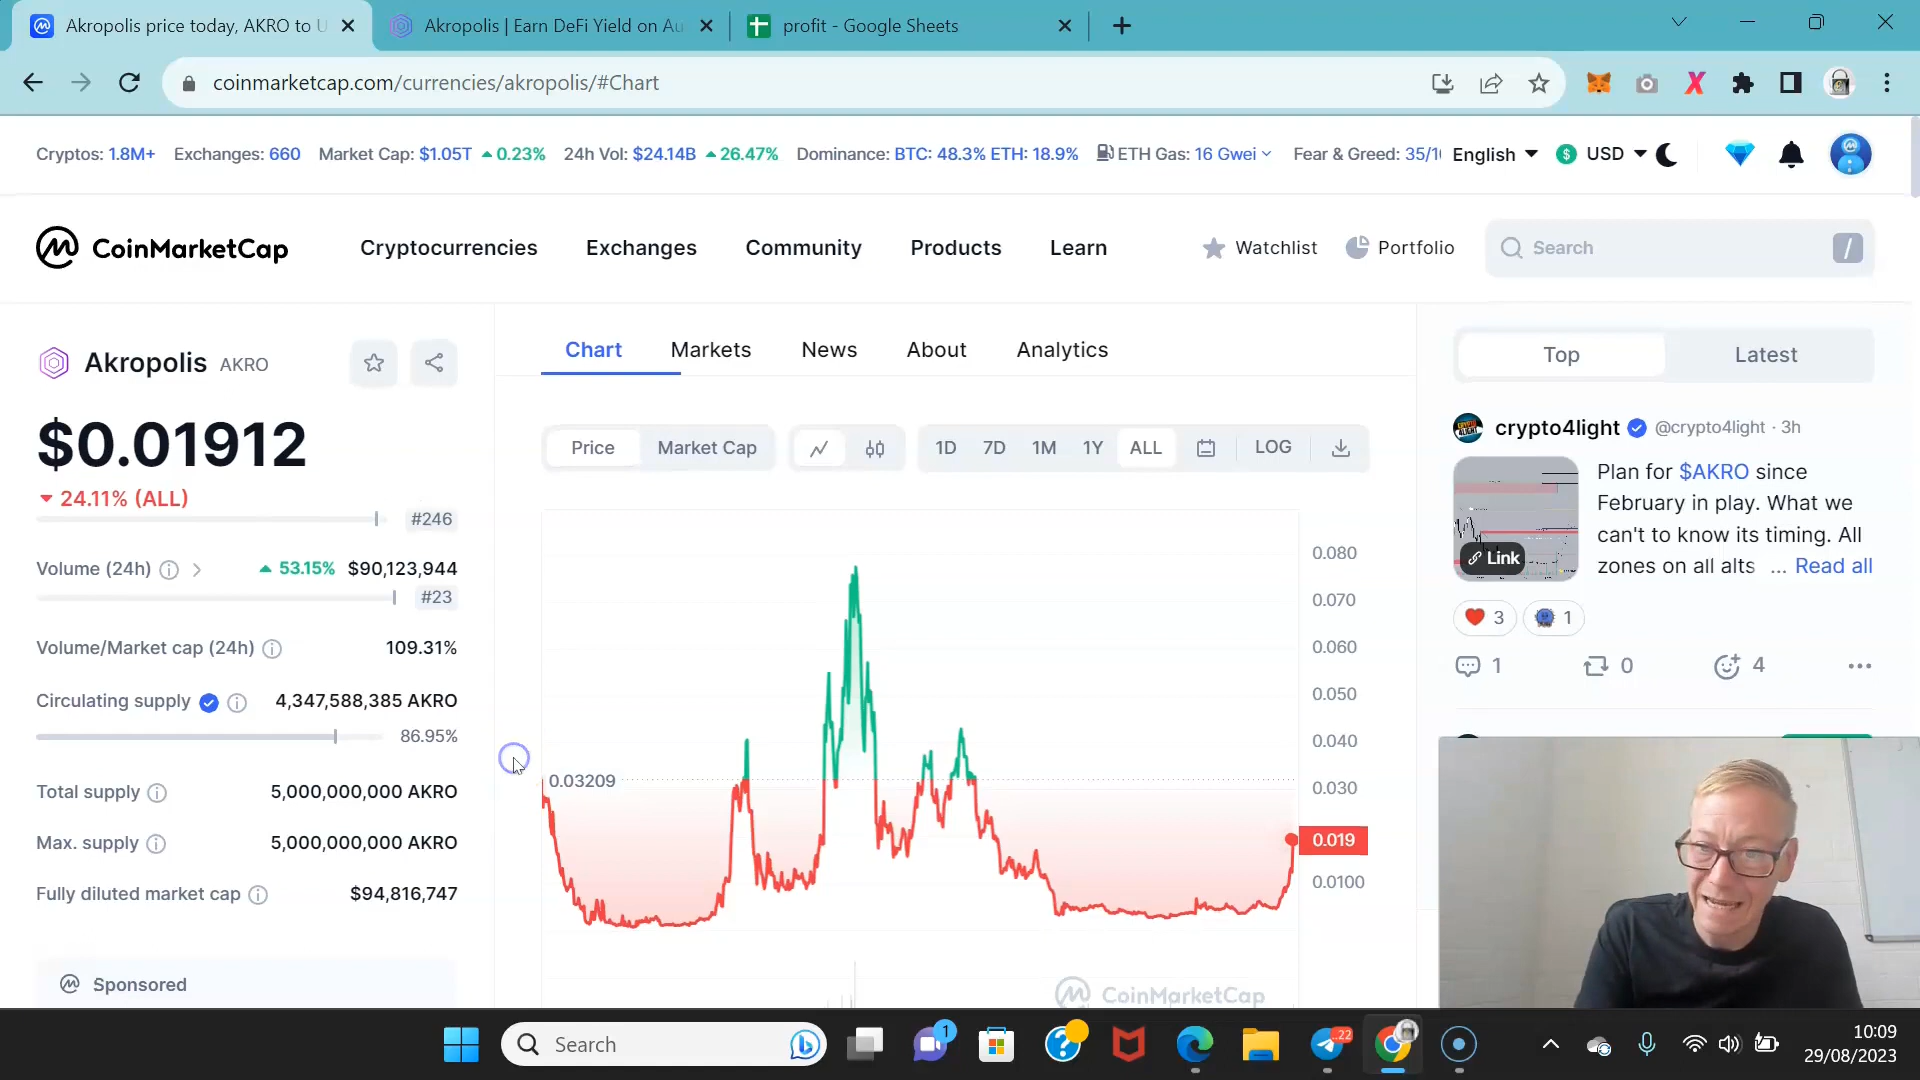 Akropolis price today, AKRO to U
Akropolis | Earn DeFi Yield on Au
profit - Google Sheets
coinmarketcap.com/currencies/akropolis/#Chart
Cryptos: 1.8M+ Exchanges: 660 Market Cap: $1.05T 0.23% 24h Vol: $24.14B 26.47% Dominance: BTC: 48.3% ETH: 18.9% ETH Gas: 16 Gwei Fear & Greed: 35/1 English USD
CoinMarketCap
Cryptocurrencies Exchanges Community Products Learn
Watchlist Portfolio Search /
Akropolis AKRO
$0.01912
24.11% (ALL)
#246
Volume (24h) 53.15% $90,123,944
#23
Volume/Market cap (24h) 109.31%
Circulating supply 4,347,588,385 AKRO
86.95%
Total supply 5,000,000,000 AKRO
Max. supply 5,000,000,000 AKRO
Fully diluted market cap $94,816,747
Sponsored
Chart Markets News About Analytics
Price Market Cap 1D 7D 1M 1Y ALL LOG
0.080
0.070
0.060
0.050
0.040
0.03209
0.030
0.019
0.0100
CoinMarketCap
Top Latest
crypto4light @crypto4light · 3h
Link
Plan for $AKRO since
February in play. What we
can't to know its timing. All
zones on all alts ... Read all
3 1
1 0 4
Search
1
22
10:09
29/08/2023